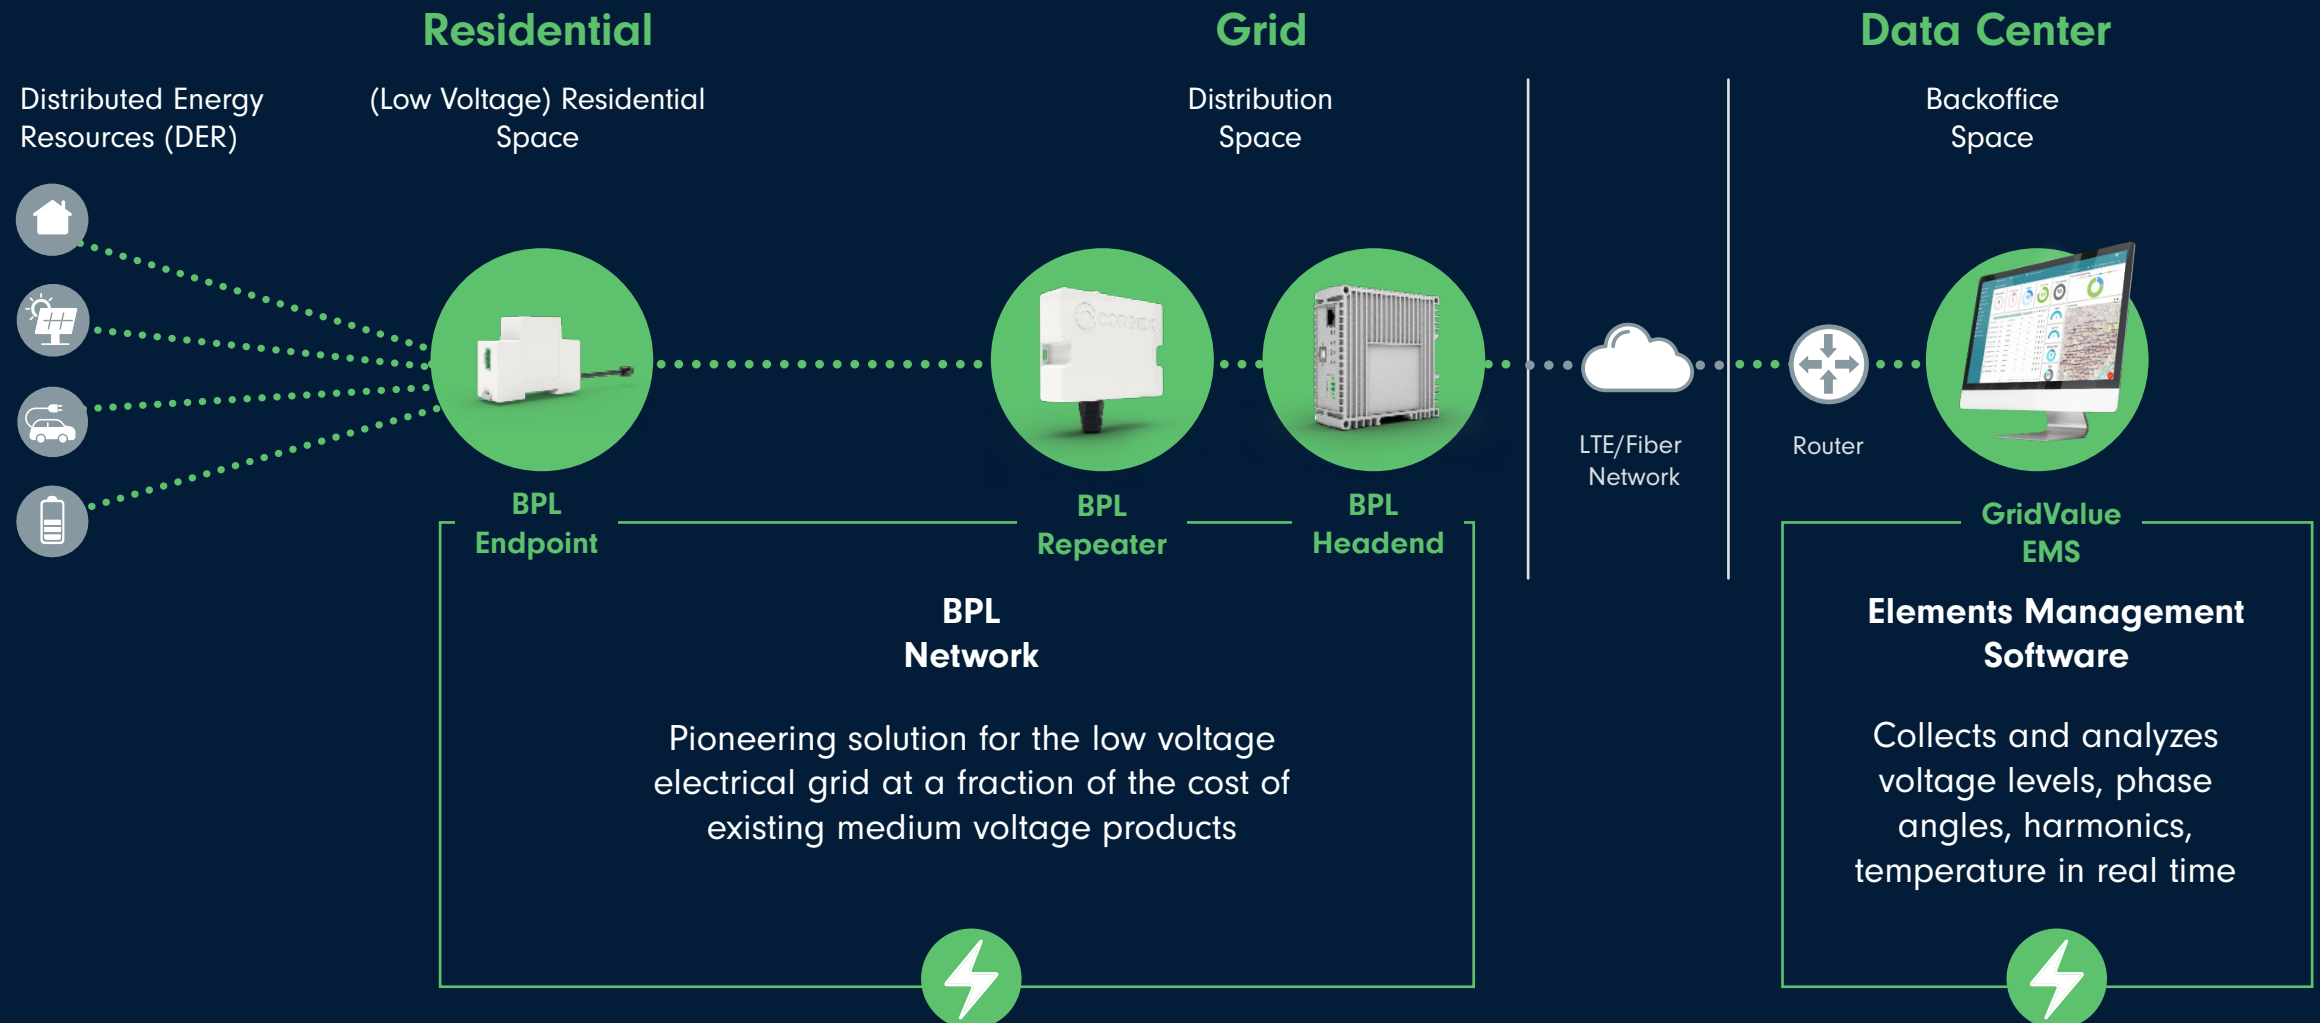 Residential
Grid
Data Center
Distributed Energy
Resources (DER)
(Low Voltage) Residential
Space
Distribution
Space
Backoffice
Space
LTE/Fiber
Network
Router
BPL
Endpoint
BPL
Repeater
BPL
Headend
GridValue
EMS
BPL
Network
Pioneering solution for the low voltage
electrical grid at a fraction of the cost of
existing medium voltage products
Elements Management
Software
Collects and analyzes
voltage levels, phase
angles, harmonics,
temperature in real time